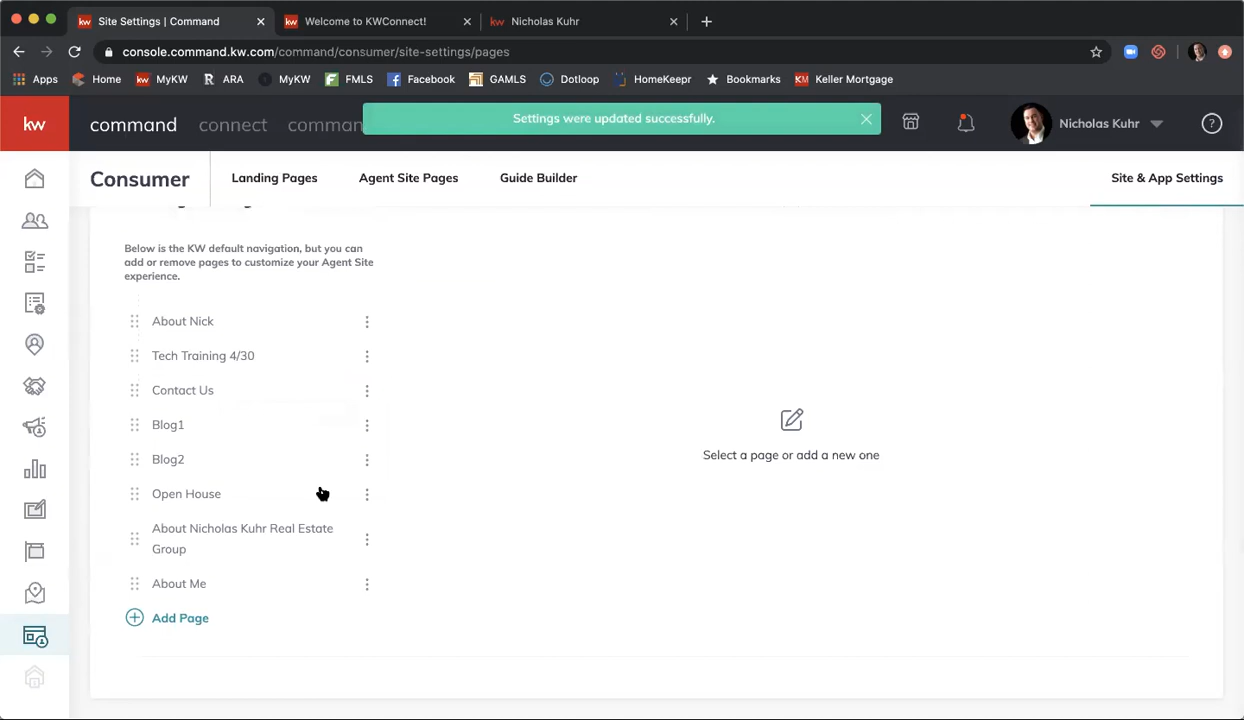 Site Settings | Command
Welcome to KWConnect!
Nicholas Kuhr
console.command.kw.com/command/consumer/site-settings/pages
Apps
Home
MyKW
ARA
MyKW
FMLS
Facebook
GAMLS
Dotloop
HomeKeepr
Bookmarks
Keller Mortgage
kw
command
connect
comman
Settings were updated successfully.
Nicholas Kuhr
Consumer
Landing Pages
Agent Site Pages
Guide Builder
Site & App Settings
Below is the KW default navigation, but you can
add or remove pages to customize your Agent Site
experience.
About Nick
Tech Training 4/30
Contact Us
Blog1
Blog2
Open House
About Nicholas Kuhr Real Estate
Group
About Me
Add Page
Select a page or add a new one